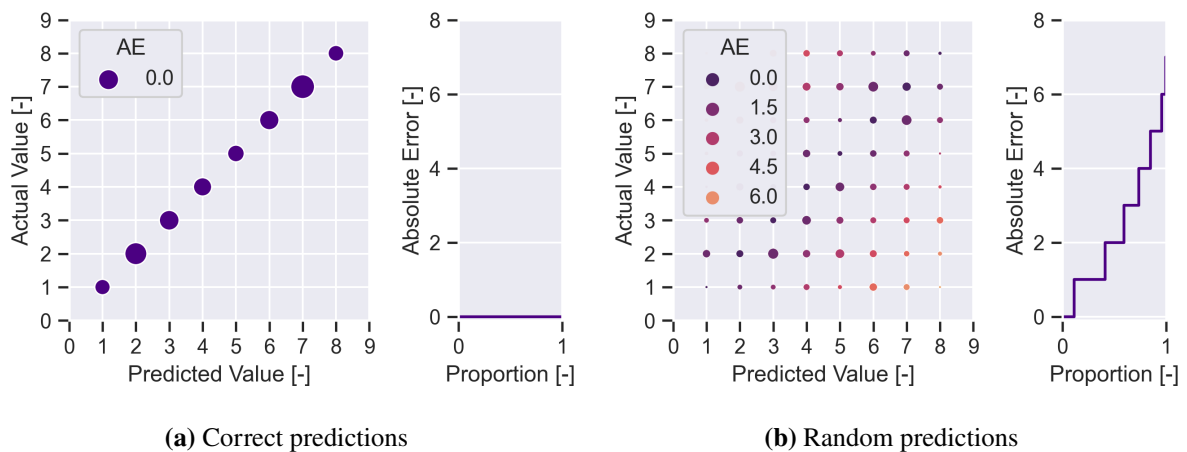 9
8
7
6
5
4
3
2
1
0
Actual Value [-]
AE
0.0
0 1 2 3 4 5 6 7 8 9
Predicted Value [-]
8
6
4
2
0
Absolute Error [-]
0 1
Proportion [-]
(a) Correct predictions
9
8
7
6
5
4
3
2
1
0
Actual Value [-]
AE
0.0
1.5
3.0
4.5
6.0
0 1 2 3 4 5 6 7 8 9
Predicted Value [-]
8
6
4
2
0
Absolute Error [-]
0 1
Proportion [-]
(b) Random predictions